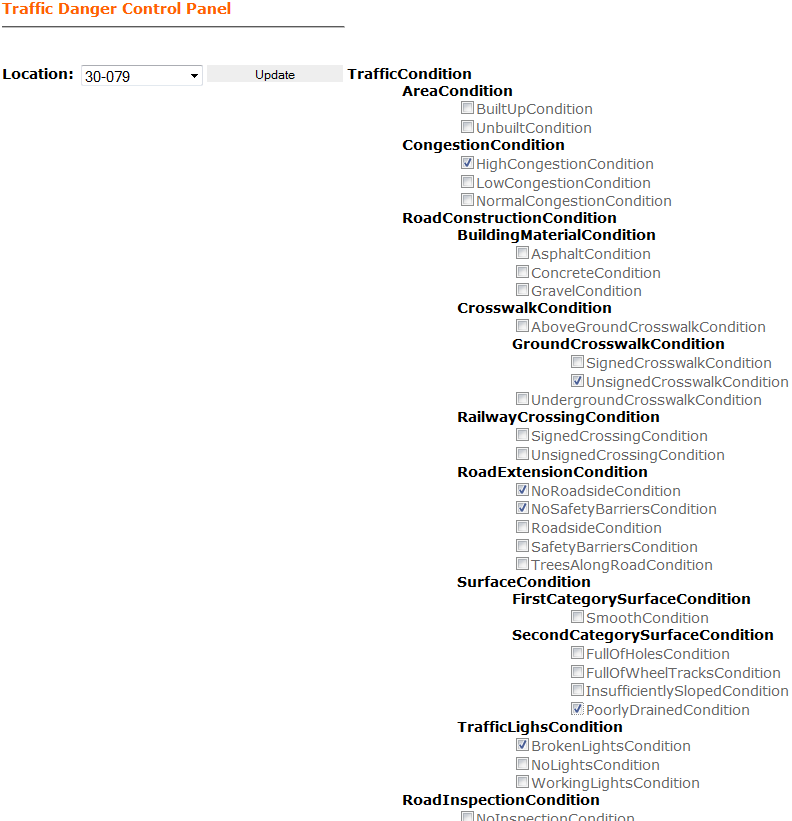 Traffic Danger Control Panel
Location: 30-079 Update TrafficCondition
AreaCondition
BuiltUpCondition
UnbuiltCondition
CongestionCondition
HighCongestionCondition
LowCongestionCondition
NormalCongestionCondition
RoadConstructionCondition
BuildingMaterialCondition
AsphaltCondition
ConcreteCondition
GravelCondition
CrosswalkCondition
AboveGroundCrosswalkCondition
GroundCrosswalkCondition
SignedCrosswalkCondition
UnsignedCrosswalkCondition
UndergroundCrosswalkCondition
RailwayCrossingCondition
SignedCrossingCondition
UnsignedCrossingCondition
RoadExtensionCondition
NoRoadsideCondition
NoSafetyBarriersCondition
RoadsideCondition
SafetyBarriersCondition
TreesAlongRoadCondition
SurfaceCondition
FirstCategorySurfaceCondition
SmoothCondition
SecondCategorySurfaceCondition
FullOfHolesCondition
FullOfWheelTracksCondition
InsufficientlySlopedCondition
PoorlyDrainedCondition
TrafficLighsCondition
BrokenLightsCondition
NoLightsCondition
WorkingLightsCondition
RoadInspectionCondition
NoInspectionCondition